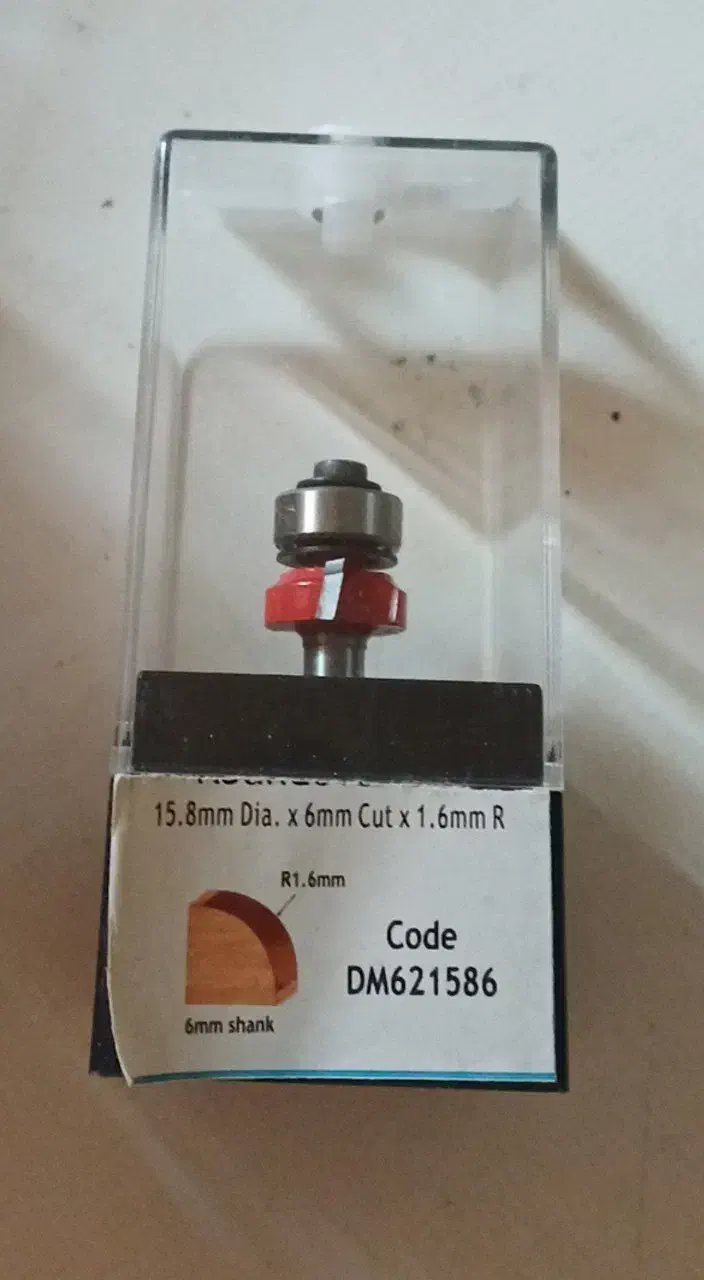 15.8mm Dia. x 6mm Cut x 1.6mm R
R1.6mm
Code
DM621586
6mm shank